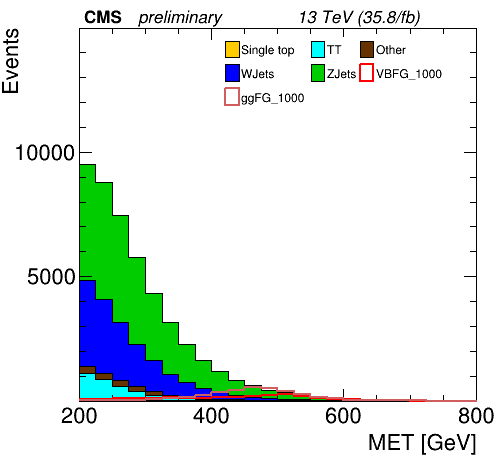 CMS preliminary 13 TeV (35.8/fb)
Events
Single top TT Other
WJets ZJets VBFG_1000
ggFG_1000
10000
5000
200 400 600 800
MET [GeV]